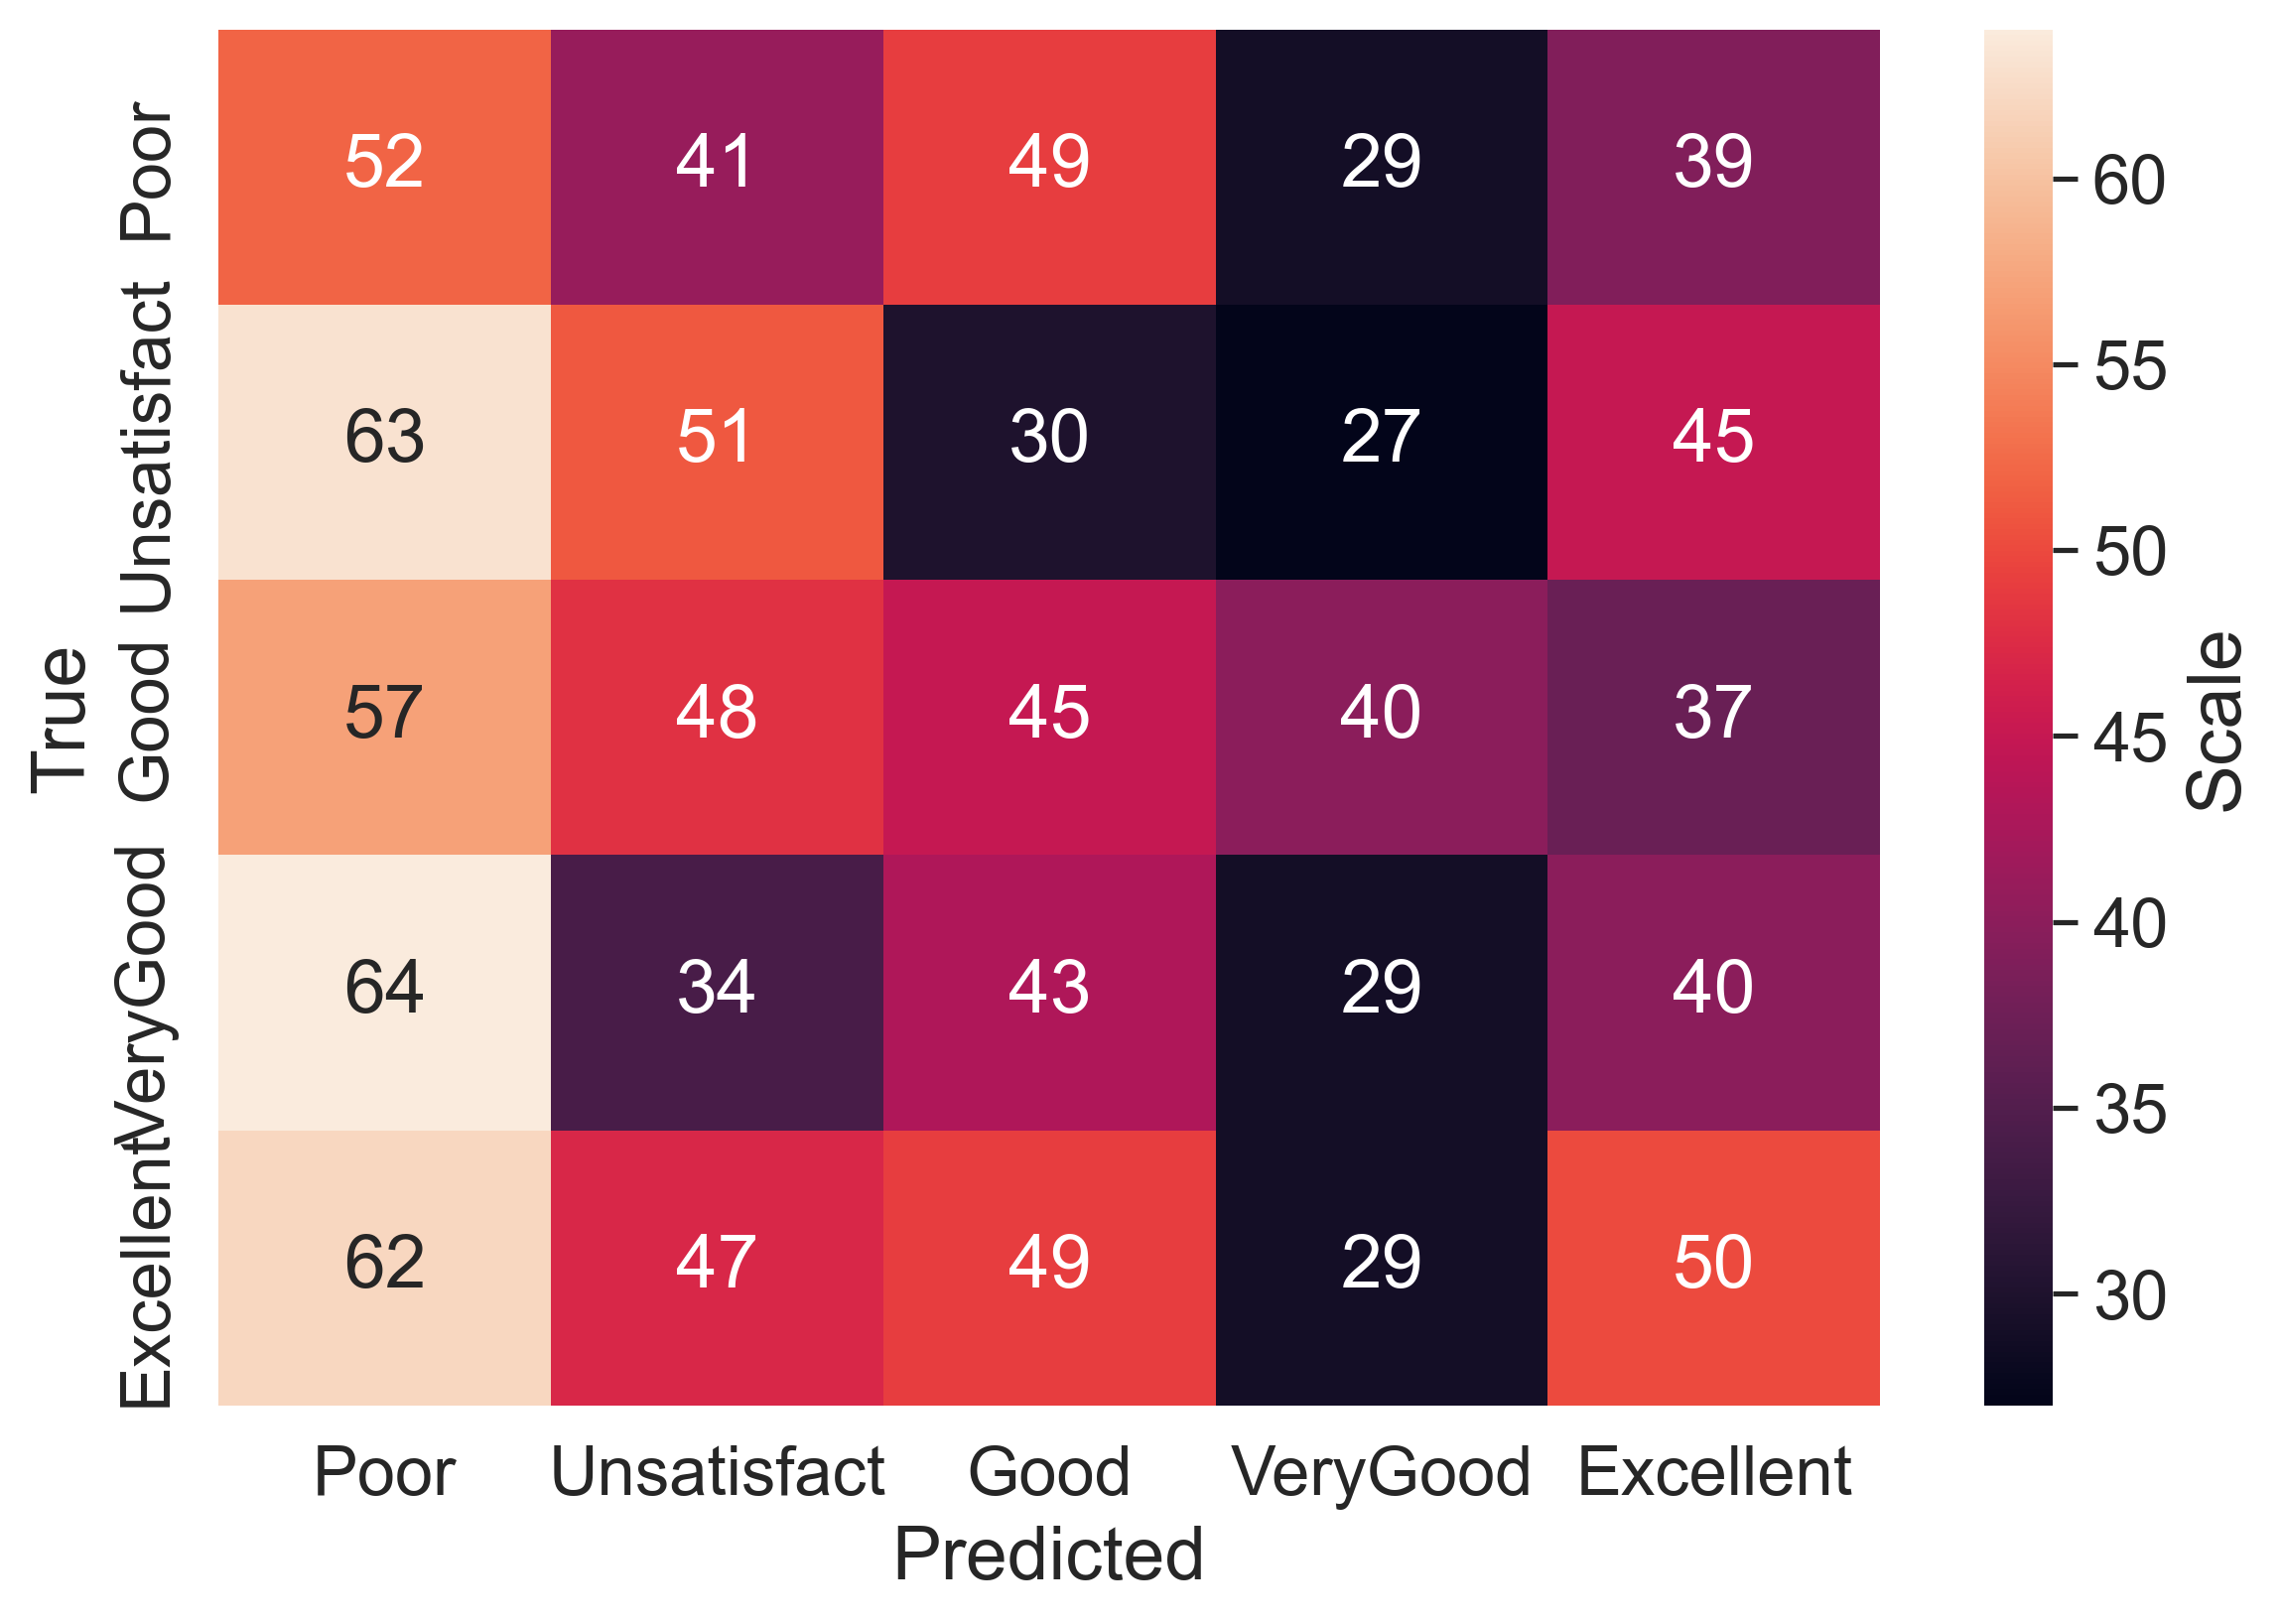 Poor 52 41 49 29 39
Unsatisfact 63 51 30 27 45
Good 57 48 45 40 37
VeryGood 64 34 43 29 40
Excellent 62 47 49 29 50
Poor Unsatisfact Good VeryGood Excellent
Predicted
True
60
55
50
45
40
35
30
Scale